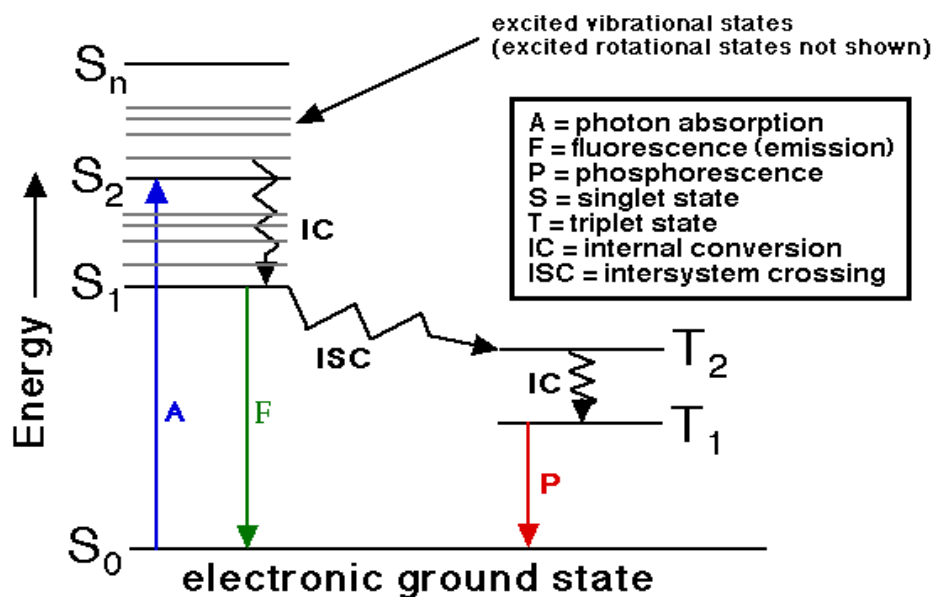 excited vibrational states
(excited rotational states not shown)
Sn
A = photon absorption
F = fluorescence (emission)
P = phosphorescence
S = singlet state
T = triplet state
IC = internal conversion
ISC = intersystem crossing
S2
IC
S1
ISC
T2
IC
T1
Energy
A
F
P
S0
electronic ground state